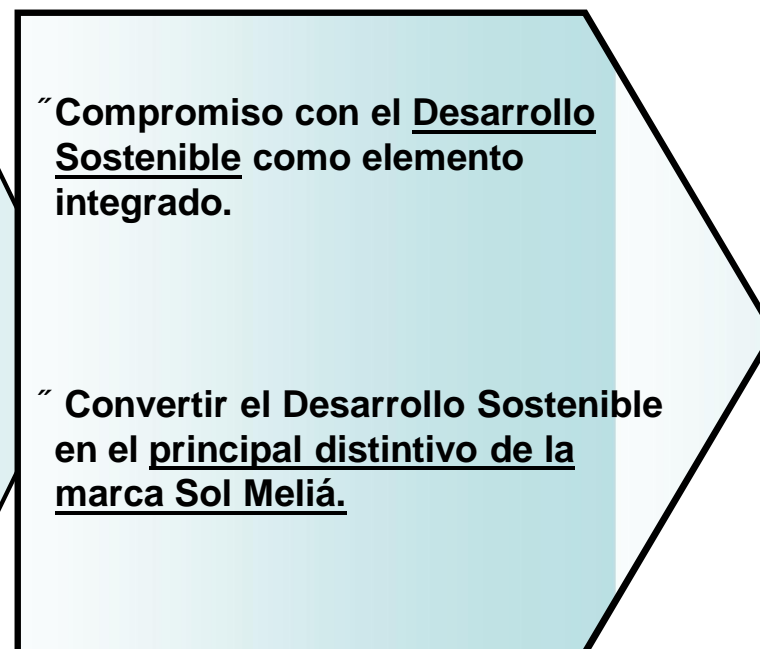 ˝Compromiso con el Desarrollo
Sostenible como elemento
integrado.
˝ Convertir el Desarrollo Sostenible
en el principal distintivo de la
marca Sol Meliá.